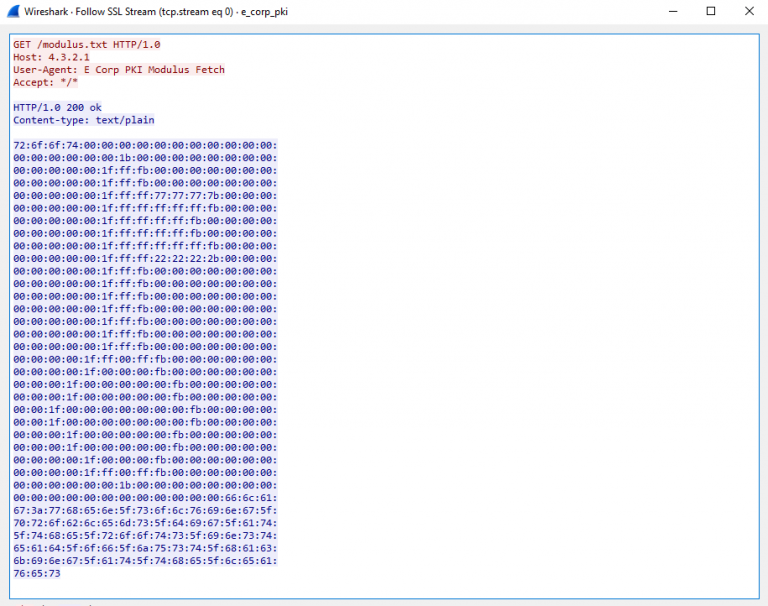 Wireshark · Follow SSL Stream (tcp.stream eq 0) · e_corp_pki
GET /modulus.txt HTTP/1.0
Host: 4.3.2.1
User-Agent: E Corp PKI Modulus Fetch
Accept: */*
HTTP/1.0 200 ok
Content-type: text/plain
72:6f:6f:74:00:00:00:00:00:00:00:00:00:00:00:
00:00:00:00:00:00:1b:00:00:00:00:00:00:00:00:
00:00:00:00:00:1f:ff:fb:00:00:00:00:00:00:00:
00:00:00:00:00:1f:ff:fb:00:00:00:00:00:00:00:
00:00:00:00:00:1f:ff:ff:77:77:77:7b:00:00:00:
00:00:00:00:00:1f:ff:ff:ff:ff:ff:fb:00:00:00:
00:00:00:00:00:1f:ff:ff:ff:ff:fb:00:00:00:00:
00:00:00:00:00:1f:ff:ff:ff:ff:fb:00:00:00:00:
00:00:00:00:00:1f:ff:ff:ff:ff:ff:fb:00:00:00:
00:00:00:00:00:1f:ff:ff:22:22:22:2b:00:00:00:
00:00:00:00:00:1f:ff:fb:00:00:00:00:00:00:00:
00:00:00:00:00:1f:ff:fb:00:00:00:00:00:00:00:
00:00:00:00:00:1f:ff:fb:00:00:00:00:00:00:00:
00:00:00:00:00:1f:ff:fb:00:00:00:00:00:00:00:
00:00:00:00:00:1f:ff:fb:00:00:00:00:00:00:00:
00:00:00:00:00:1f:ff:fb:00:00:00:00:00:00:00:
00:00:00:00:00:1f:ff:fb:00:00:00:00:00:00:00:
00:00:00:00:1f:ff:00:ff:fb:00:00:00:00:00:00:
00:00:00:00:1f:00:00:00:fb:00:00:00:00:00:00:
00:00:00:1f:00:00:00:00:00:fb:00:00:00:00:00:
00:00:00:1f:00:00:00:00:00:fb:00:00:00:00:00:
00:00:1f:00:00:00:00:00:00:00:fb:00:00:00:00:
00:00:1f:00:00:00:00:00:00:00:fb:00:00:00:00:
00:00:00:1f:00:00:00:00:00:fb:00:00:00:00:00:
00:00:00:1f:00:00:00:00:00:fb:00:00:00:00:00:
00:00:00:00:1f:00:00:00:fb:00:00:00:00:00:00:
00:00:00:00:1f:ff:00:ff:fb:00:00:00:00:00:00:
00:00:00:00:00:00:1b:00:00:00:00:00:00:00:00:
00:00:00:00:00:00:00:00:00:00:00:00:66:6c:61:
67:3a:77:68:65:6e:5f:73:6f:6c:76:69:6e:67:5f:
70:72:6f:62:6c:65:6d:73:5f:64:69:67:5f:61:74:
5f:74:68:65:5f:72:6f:6f:74:73:5f:69:6e:73:74:
65:61:64:5f:6f:66:5f:6a:75:73:74:5f:68:61:63:
6b:69:6e:67:5f:61:74:5f:74:68:65:5f:6c:65:61:
76:65:73